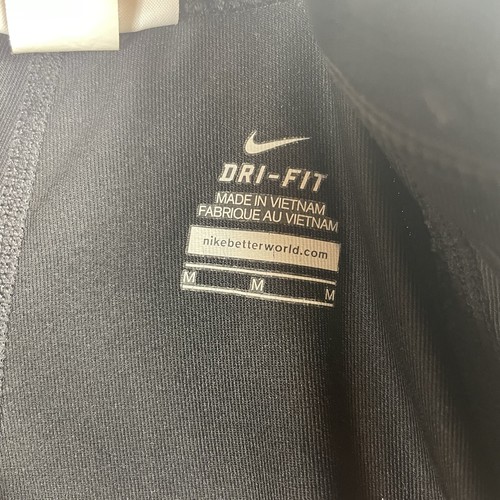 DRI-FIT
MADE IN VIETNAM
FABRIQUE AU VIETNAM
nikebetterworld.com
M M M